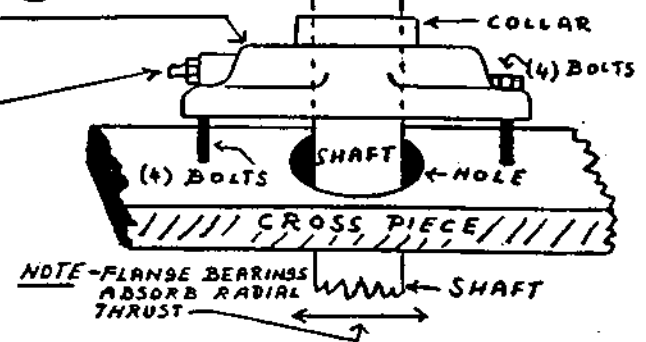 COLLAR
(4) BOLTS
SHAFT
(4) BOLTS
HOLE
CROSS PIECE
NOTE-FLANGE BEARINGS
ABSORB RADIAL
THRUST
SHAFT